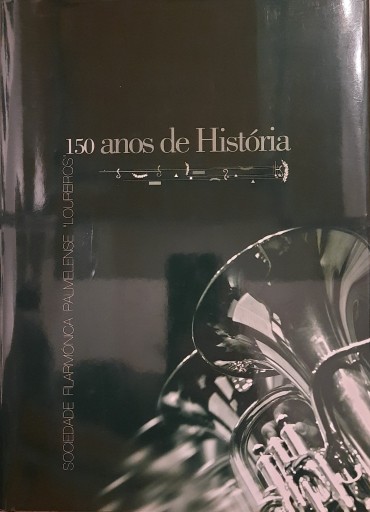 150 anos de História
SOCIEDADE FILARMÓNICA PALMELENSE "LOUREIROS"